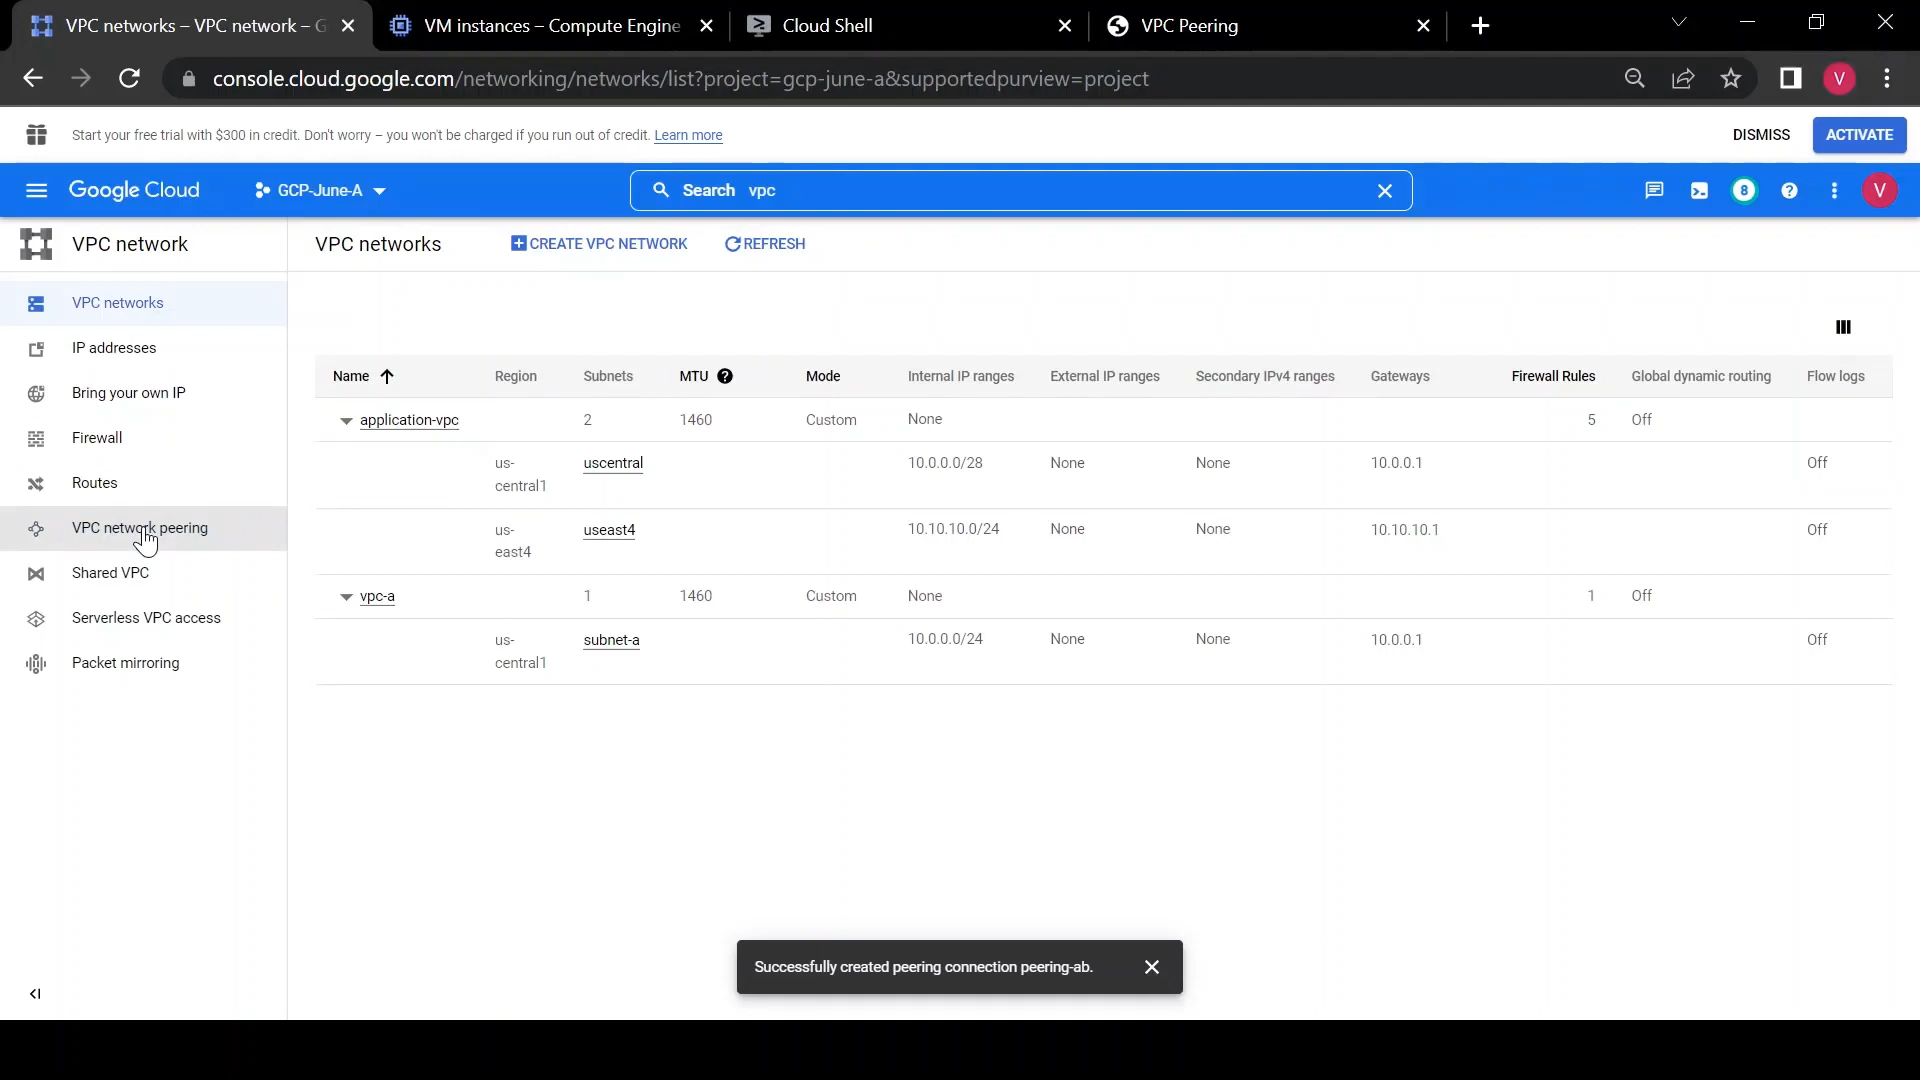 VPC networks – VPC network – G
VM instances – Compute Engine
Cloud Shell
VPC Peering
console.cloud.google.com/networking/networks/list?project=gcp-june-a&supportedpurview=project
V
Start your free trial with $300 in credit. Don't worry – you won't be charged if you run out of credit. Learn more
DISMISS
ACTIVATE
Google Cloud
GCP-June-A
Search vpc
8
V
VPC network
VPC networks
CREATE VPC NETWORK
REFRESH
VPC networks
IP addresses
Bring your own IP
Firewall
Routes
VPC network peering
Shared VPC
Serverless VPC access
Packet mirroring
Name Region Subnets MTU Mode Internal IP ranges External IP ranges Secondary IPv4 ranges Gateways Firewall Rules Global dynamic routing Flow logs
application-vpc 2 1460 Custom None 5 Off
us- uscentral 10.0.0.0/28 None None 10.0.0.1 Off
central1
us- useast4 10.10.10.0/24 None None 10.10.10.1 Off
east4
vpc-a 1 1460 Custom None 1 Off
us- subnet-a 10.0.0.0/24 None None 10.0.0.1 Off
central1
Successfully created peering connection peering-ab.